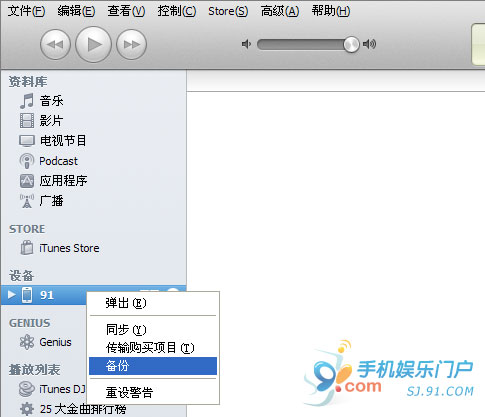 文件(F) 编辑(E) 查看(V) 控制(C) Store(S) 高级(A) 帮助(H)
资料库
音乐
影片
电视节目
Podcast
应用程序
广播
STORE
iTunes Store
设备
91
弹出(E)
同步(Y)
传输购买项目(T)
备份
重设警告
GENIUS
Genius
播放列表
iTunes DJ
25 大金曲排行榜
91.com
手机娱乐门户
SJ.91.COM